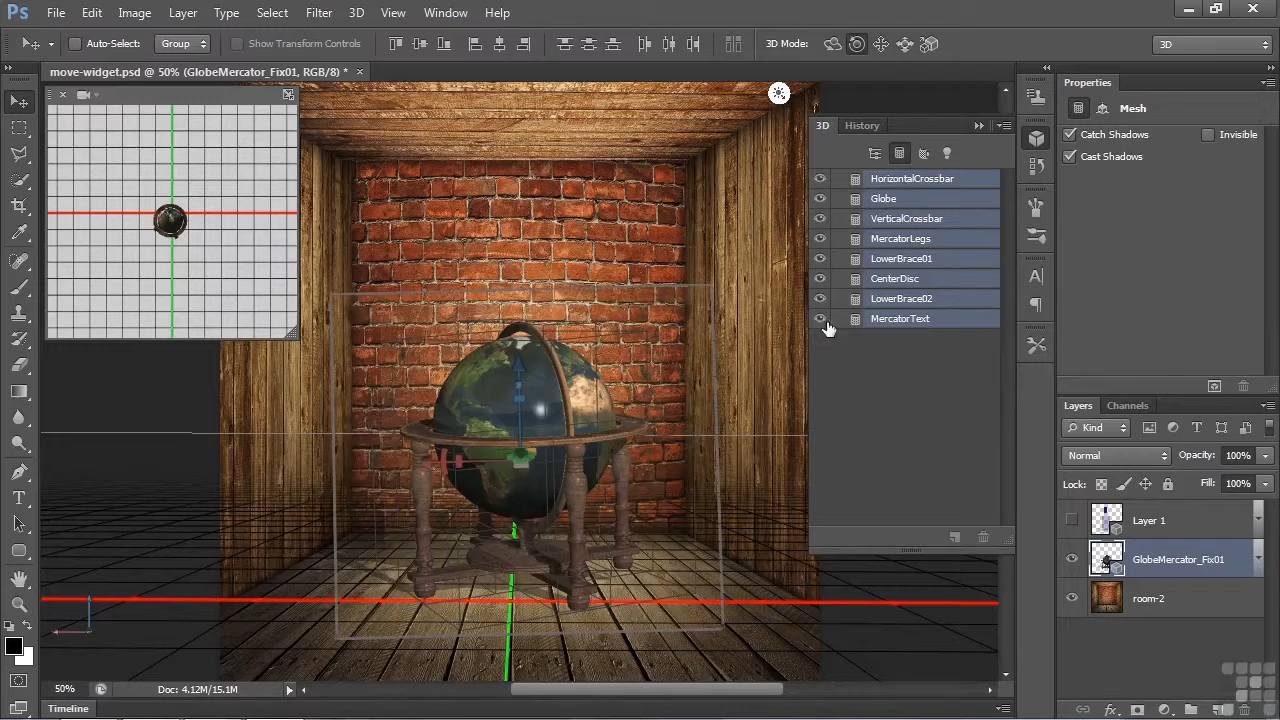 Ps File Edit Image Layer Type Select Filter 3D View Window Help
Auto-Select: Group Show Transform Controls 3D Mode: 3D
move-widget.psd @ 50% (GlobeMercator_Fix01, RGB/8) * ×
3D History
HorizontalCrossbar
Globe
VerticalCrossbar
MercatorLegs
LowerBrace01
CenterDisc
LowerBrace02
MercatorText
Properties
Mesh
Catch Shadows Invisible
Cast Shadows
Layers Channels
Kind
Normal Opacity: 100%
Lock: Fill: 100%
Layer 1
GlobeMercator_Fix01
room-2
50% Doc: 4.12M/15.1M
Timeline